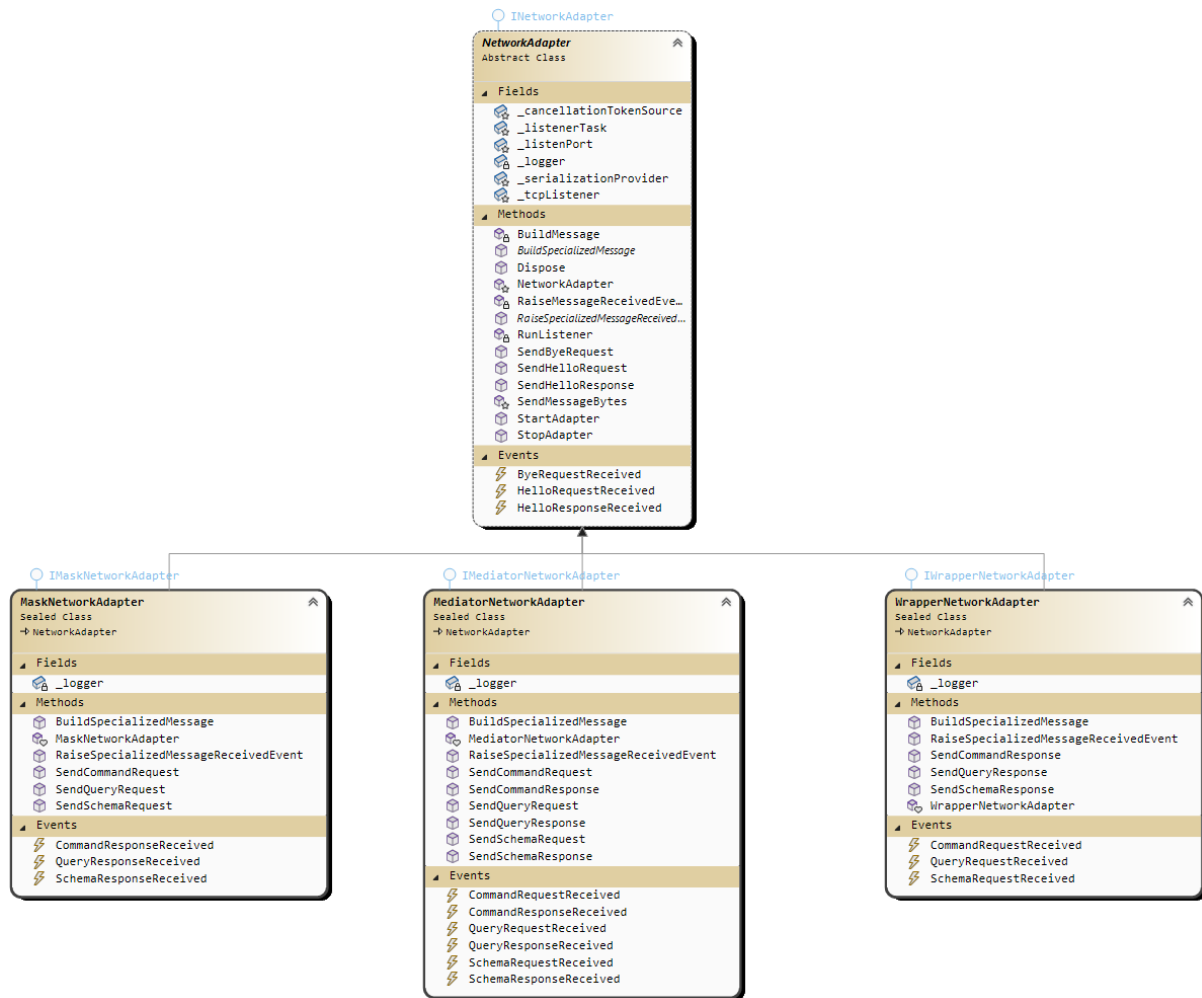 INetworkAdapter
NetworkAdapter
Abstract Class
Fields
_cancellationTokenSource
_listenerTask
_listenPort
_logger
_serializationProvider
_tcpListener
Methods
BuildMessage
BuildSpecializedMessage
Dispose
NetworkAdapter
RaiseMessageReceivedEve...
RaiseSpecializedMessageReceived...
RunListener
SendByeRequest
SendHelloRequest
SendHelloResponse
SendMessageBytes
StartAdapter
StopAdapter
Events
ByeRequestReceived
HelloRequestReceived
HelloResponseReceived
IMaskNetworkAdapter
MaskNetworkAdapter
Sealed Class
NetworkAdapter
Fields
_logger
Methods
BuildSpecializedMessage
MaskNetworkAdapter
RaiseSpecializedMessageReceivedEvent
SendCommandRequest
SendQueryRequest
SendSchemaRequest
Events
CommandResponseReceived
QueryResponseReceived
SchemaResponseReceived
IMediatorNetworkAdapter
MediatorNetworkAdapter
Sealed Class
NetworkAdapter
Fields
_logger
Methods
BuildSpecializedMessage
MediatorNetworkAdapter
RaiseSpecializedMessageReceivedEvent
SendCommandRequest
SendCommandResponse
SendQueryRequest
SendQueryResponse
SendSchemaRequest
SendSchemaResponse
Events
CommandRequestReceived
CommandResponseReceived
QueryRequestReceived
QueryResponseReceived
SchemaRequestReceived
SchemaResponseReceived
IWrapperNetworkAdapter
WrapperNetworkAdapter
Sealed Class
NetworkAdapter
Fields
_logger
Methods
BuildSpecializedMessage
RaiseSpecializedMessageReceivedEvent
SendCommandResponse
SendQueryResponse
SendSchemaResponse
WrapperNetworkAdapter
Events
CommandRequestReceived
QueryRequestReceived
SchemaRequestReceived